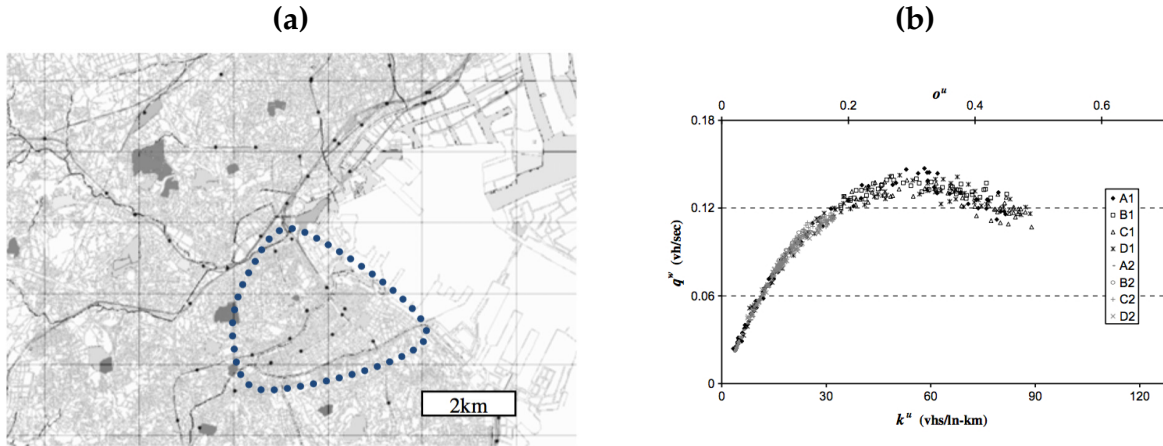 (a)
(b)
2km
o^u
0
0.2
0.4
0.6
0.18
0.12
0.06
0
q^w (vh/sec)
A1
B1
C1
D1
A2
B2
C2
D2
0
30
60
90
120
k^u (vhs/ln-km)